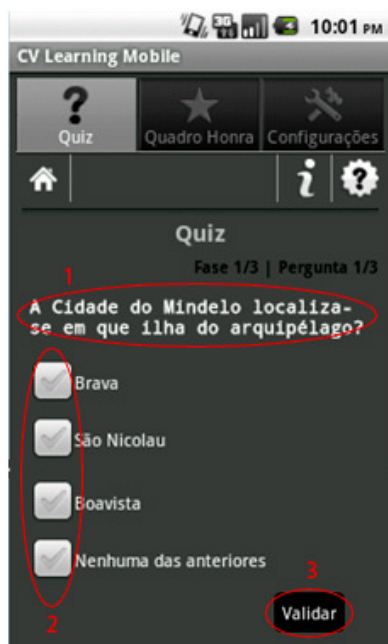 3G 10:01 PM
CV Learning Mobile
Quiz Quadro Honra Configurações
Quiz
Fase 1/3 | Pergunta 1/3
1
A Cidade do Mindelo localiza-
se em que ilha do arquipélago?
Brava
São Nicolau
Boavista
Nenhuma das anteriores
2
3
Validar